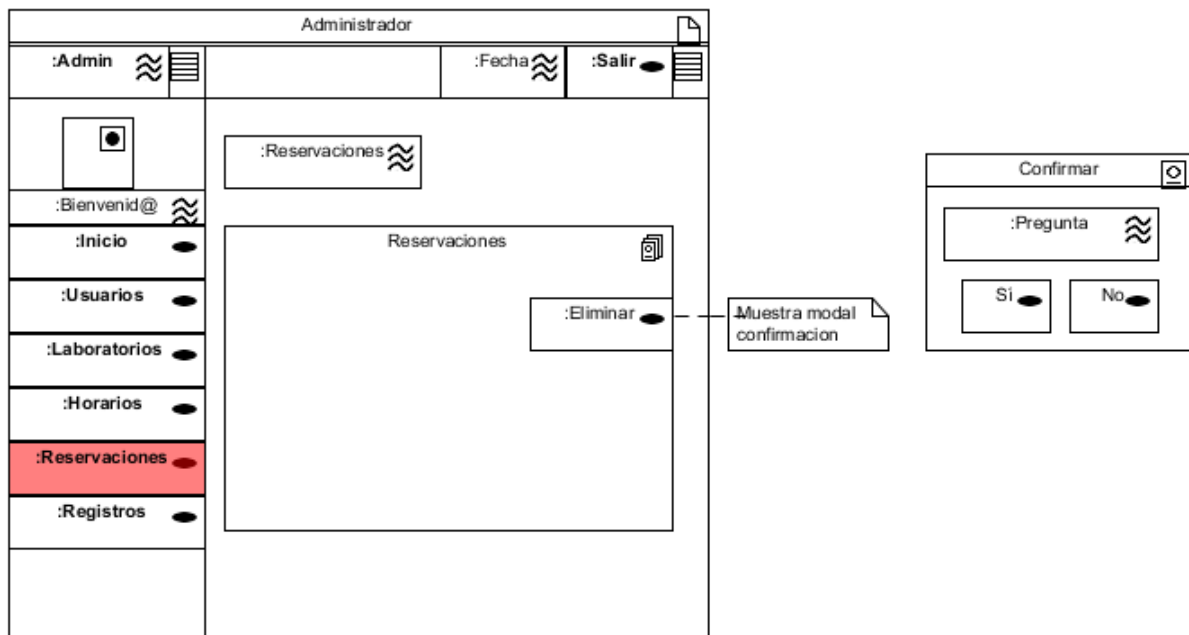 Administrador
:Admin
:Fecha
:Salir
:Reservaciones
:Bienvenid@
:Inicio
:Usuarios
:Laboratorios
:Horarios
:Reservaciones
:Registros
Reservaciones
:Eliminar
Muestra modal
confirmacion
Confirmar
:Pregunta
Sí
No